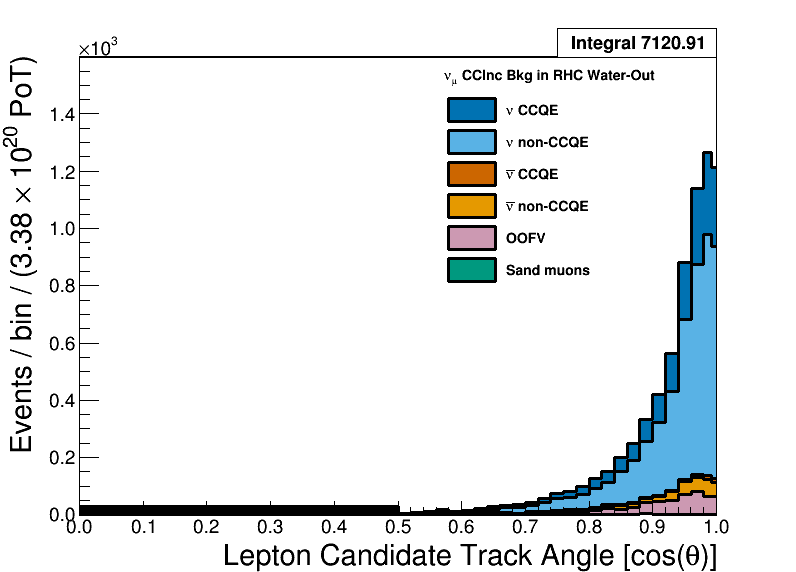 Integral 7120.91
×10³
ν_μ CCInc Bkg in RHC Water-Out
ν CCQE
ν non-CCQE
ν̅ CCQE
ν̅ non-CCQE
OOFV
Sand muons
Events / bin / (3.38 × 10²⁰ PoT)
1.4
1.2
1.0
0.8
0.6
0.4
0.2
0.0
0.0 0.1 0.2 0.3 0.4 0.5 0.6 0.7 0.8 0.9 1.0
Lepton Candidate Track Angle [cos(θ)]